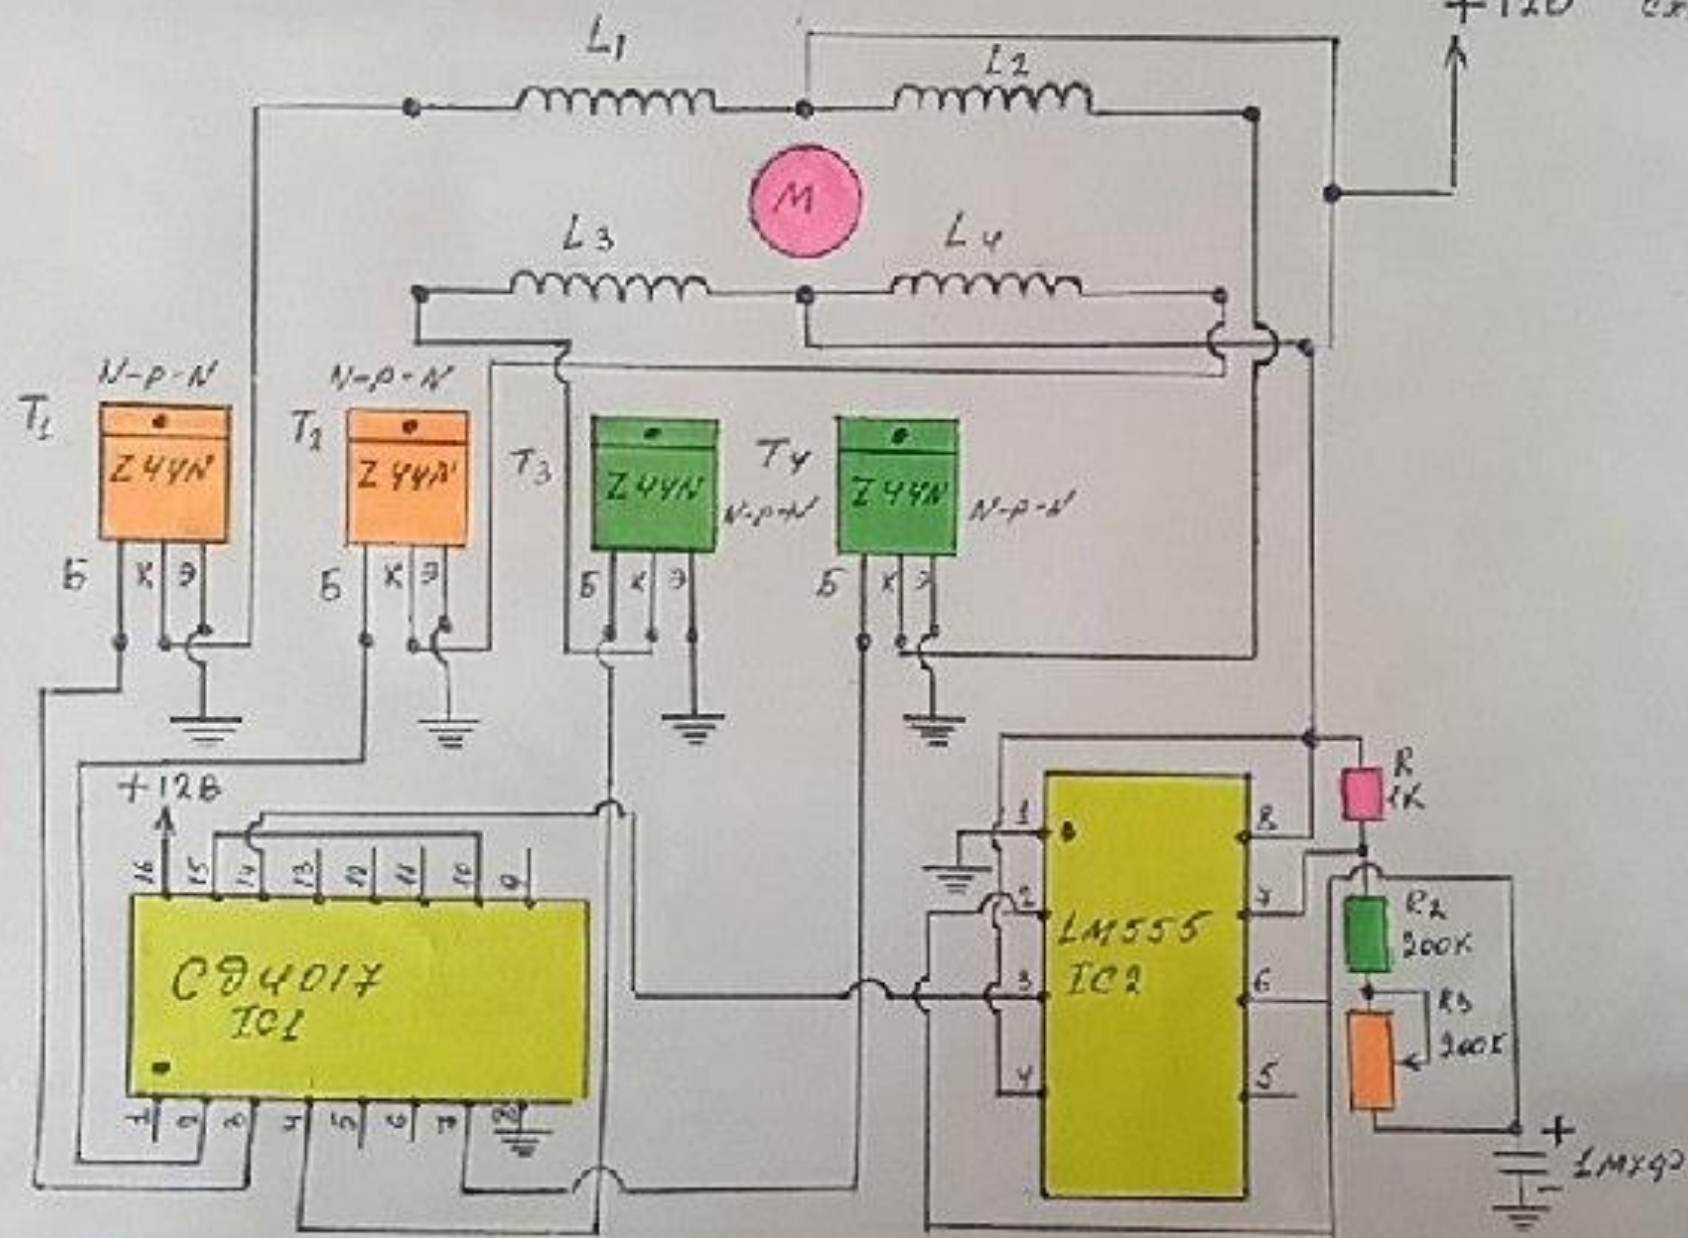 +12В
L1
L2
M
L3
L4
N-P-N
N-P-N
T1
T2
T3
T4
Z44N
Z44N
Z44N
Z44N
N-P-N
N-P-N
Б К Э
Б К Э
Б К Э
Б К Э
+12В
16 15 14 13 12 11 10 9
CD4017
IC1
1 2 3 4 5 6 7 8
1
2
3
4
LM555
IC2
8
7
6
5
R
1K
R2
200K
R3
200K
+
1МКФ
-